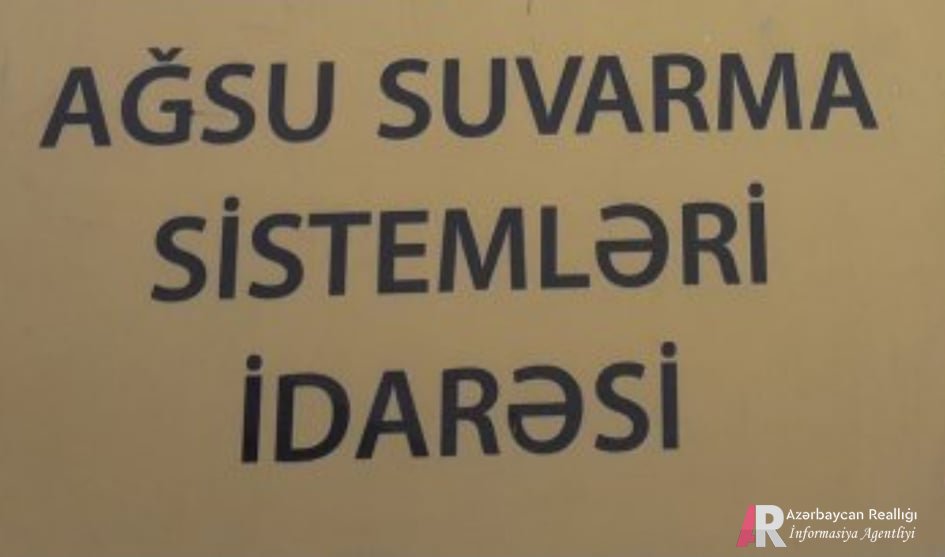 AĞSU SUVARMA
SİSTEMLƏRİ
İDARƏSİ
AR Azərbaycan Reallığı
İnformasiya Agentliyi